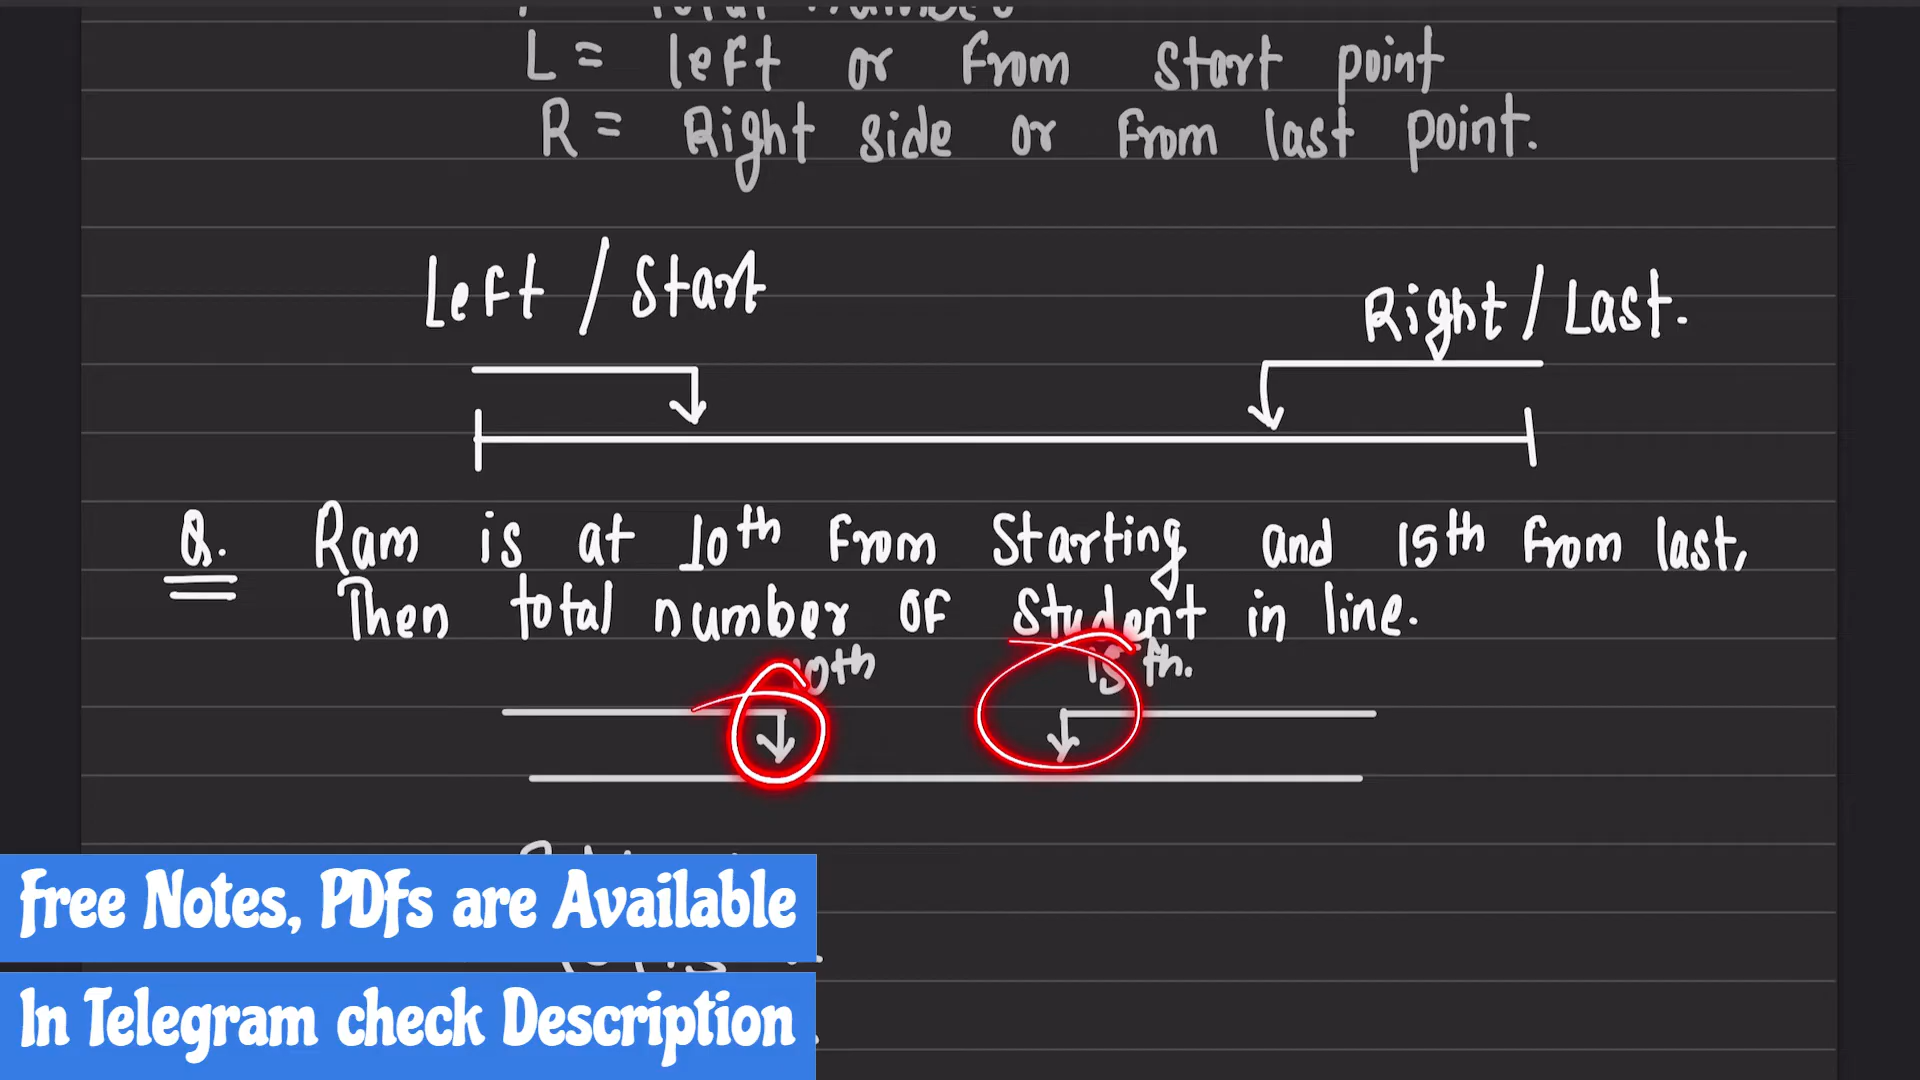 L = left or From start point
R = Right side or From last point.
Left / Start
Right / Last.
Q. Ram is at 10th From Starting and 15th From last,
Then total number OF student in line.
10th 15th.
Free Notes, PDFs are Available
In Telegram check Description